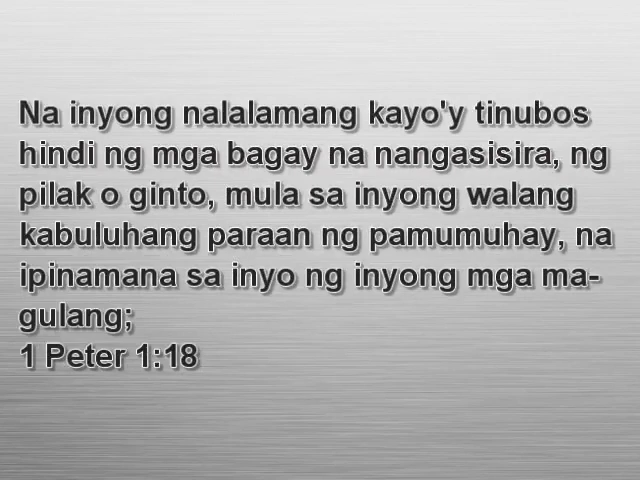 Na inyong nalalamang kayo'y tinubos
hindi ng mga bagay na nangasisira, ng
pilak o ginto, mula sa inyong walang
kabuluhang paraan ng pamumuhay, na
ipinamana sa inyo ng inyong mga ma-
gulang;
1 Peter 1:18